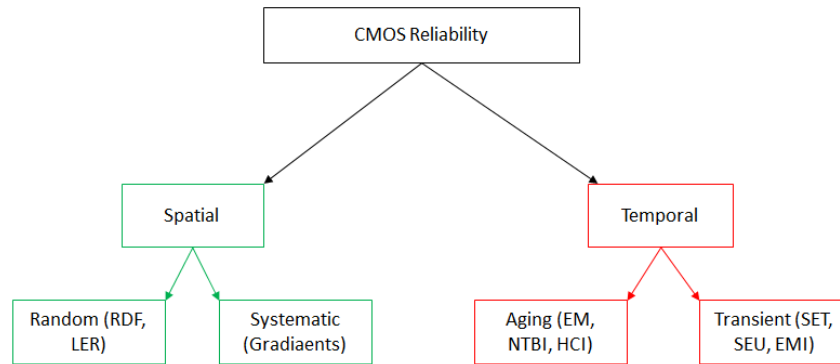 CMOS Reliability
Spatial
Temporal
Random (RDF,
LER)
Systematic
(Gradiaents)
Aging (EM,
NTBI, HCI)
Transient (SET,
SEU, EMI)